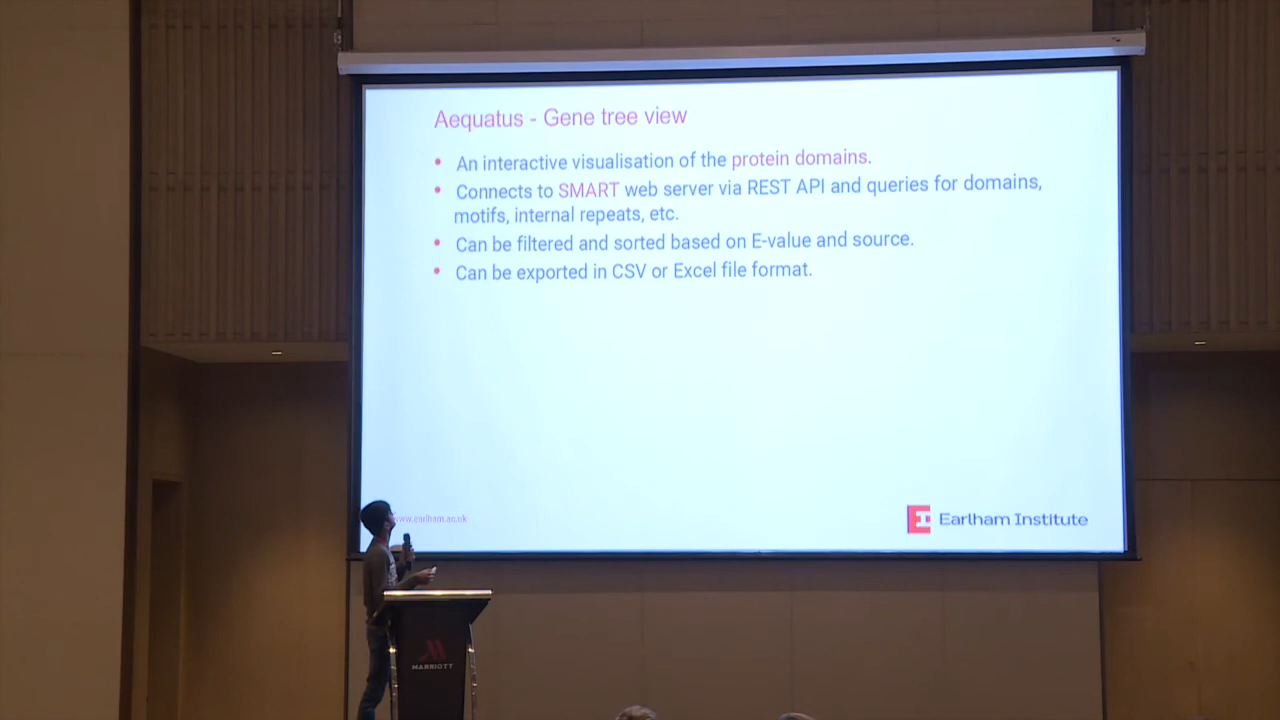 Aequatus - Gene tree view
• An interactive visualisation of the protein domains.
• Connects to SMART web server via REST API and queries for domains,
motifs, internal repeats, etc.
• Can be filtered and sorted based on E-value and source.
• Can be exported in CSV or Excel file format.
www.earlham.ac.uk
Earlham Institute
MARRIOTT